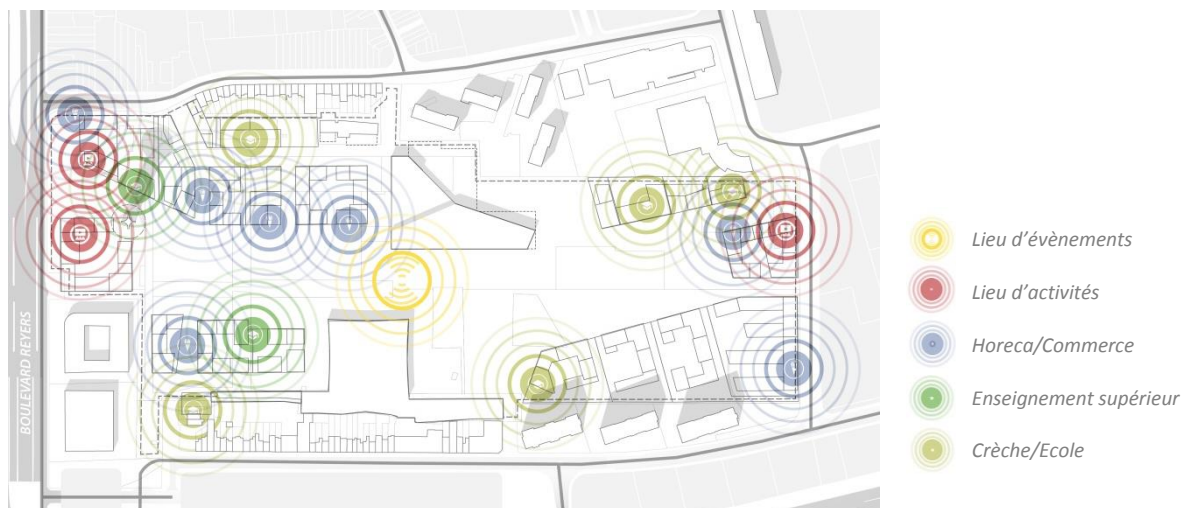 BOULEVARD REYERS
Lieu d'évènements
Lieu d'activités
Horeca/Commerce
Enseignement supérieur
Crèche/Ecole